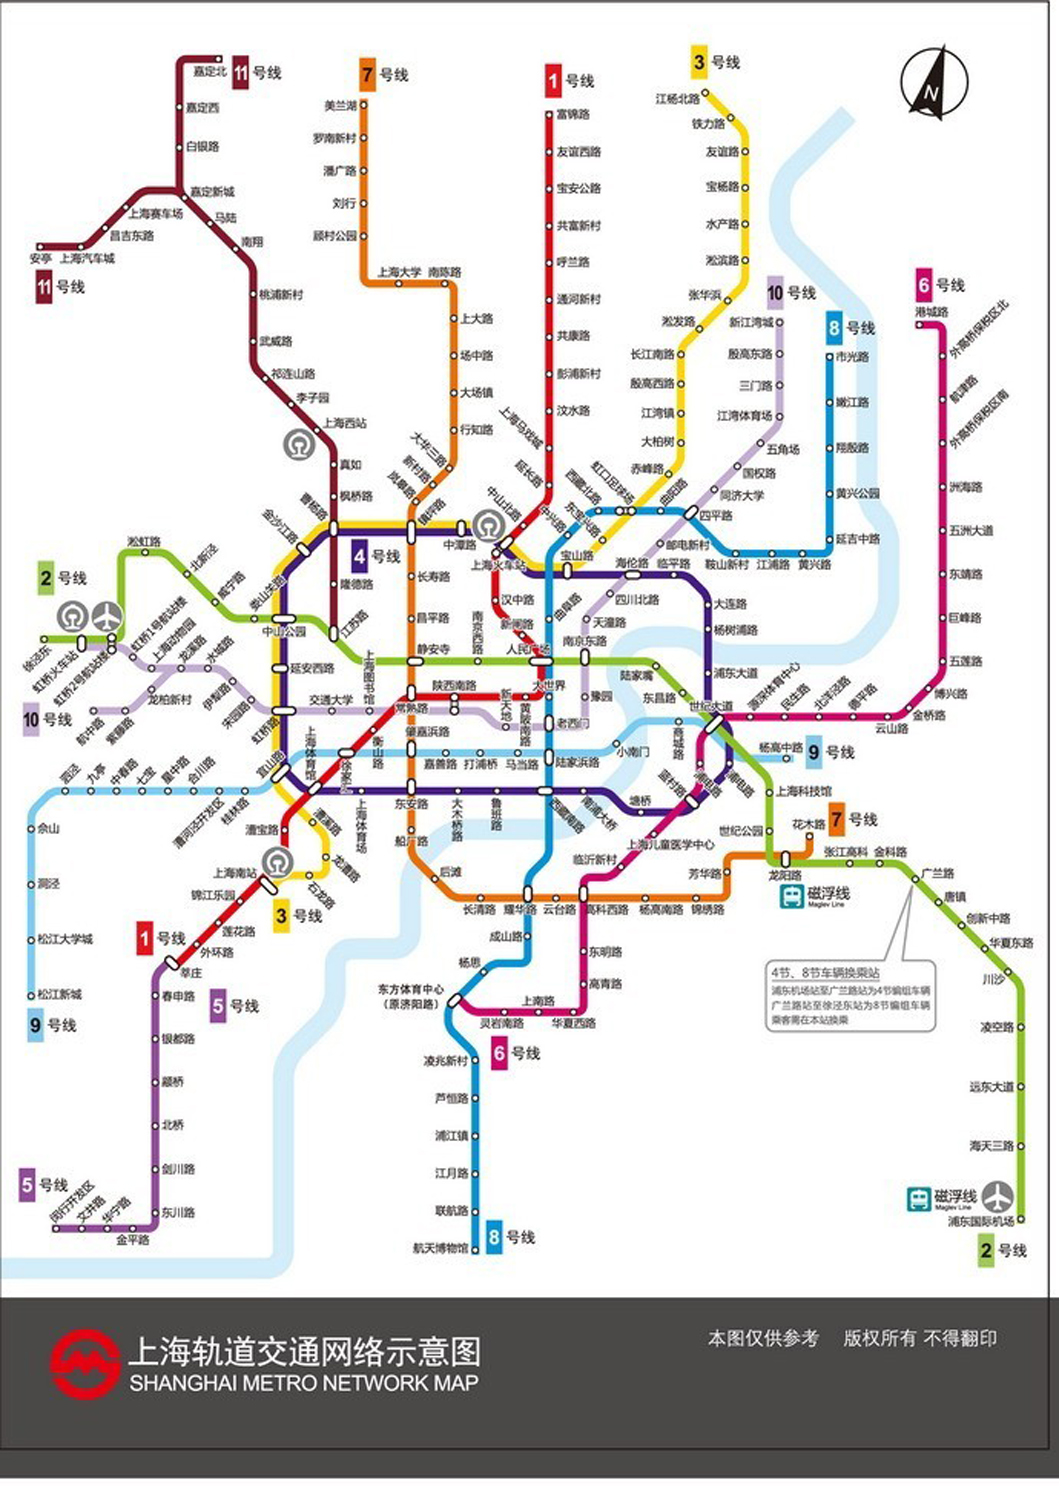 嘉定北
11号线
嘉定西
白银路
嘉定新城
上海赛车场
昌吉东路
上海汽车城
安亭
11号线
马陆
南翔
桃浦新村
武威路
祁连山路
李子园
上海西站
真如
枫桥路
曹杨路
隆德路
江苏路
7号线
美兰湖
罗南新村
潘广路
刘行
顾村公园
上海大学
南陈路
上大路
场中路
大场镇
行知路
大华三路
新村路
岚皋路
镇坪路
长寿路
昌平路
静安寺
常熟路
肇嘉浜路
东安路
船厂路
后滩
长清路
耀华路
云台路
高科西路
杨高南路
锦绣路
芳华路
龙阳路
花木路
7号线
1号线
富锦路
友谊西路
宝安公路
共富新村
呼兰路
通河新村
共康路
彭浦新村
汶水路
上海马戏城
延长路
中山北路
上海火车站
汉中路
新闸路
人民广场
黄陂南路
陕西南路
衡山路
徐家汇
上海体育馆
漕宝路
上海南站
锦江乐园
莲花路
外环路
莘庄
1号线
3号线
江杨北路
铁力路
友谊路
宝杨路
水产路
淞滨路
张华浜
淞发路
长江南路
殷高西路
江湾镇
大柏树
赤峰路
虹口足球场
东宝兴路
宝山路
中潭路
金沙江路
中山公园
延安西路
虹桥路
宜山路
漕溪路
龙漕路
石龙路
3号线
4号线
海伦路
临平路
大连路
杨树浦路
浦东大道
世纪大道
浦电路
浦电路
蓝村路
塘桥
南浦大桥
西藏南路
鲁班路
大木桥路
上海体育场
10号线
新江湾城
殷高东路
三门路
江湾体育场
五角场
国权路
同济大学
四平路
邮电新村
四川北路
天潼路
南京东路
豫园
老西门
新天地
上海图书馆
交通大学
宋园路
伊犁路
水城路
龙溪路
上海动物园
虹桥1号航站楼
虹桥2号航站楼
虹桥火车站
龙柏新村
紫藤路
航中路
10号线
8号线
市光路
嫩江路
翔殷路
黄兴公园
延吉中路
黄兴路
江浦路
鞍山新村
曲阳路
西藏北路
中兴路
曲阜路
大世界
陆家浜路
成山路
杨思
东方体育中心
（原济阳路）
凌兆新村
芦恒路
浦江镇
江月路
联航路
航天博物馆
8号线
6号线
港城路
外高桥保税区北
航津路
外高桥保税区南
洲海路
五洲大道
东靖路
巨峰路
五莲路
博兴路
金桥路
云山路
德平路
北洋泾路
民生路
源深体育中心
上海儿童医学中心
临沂新村
东明路
高青路
华夏西路
上南路
灵岩南路
6号线
2号线
徐泾东
淞虹路
北新泾
威宁路
娄山关路
南京西路
陆家嘴
东昌路
上海科技馆
世纪公园
张江高科
金科路
广兰路
唐镇
创新中路
华夏东路
川沙
凌空路
远东大道
海天三路
浦东国际机场
2号线
磁浮线
Maglev Line
磁浮线
Maglev Line
4节、8节车辆换乘站
浦东机场站至广兰路站为4节编组车辆
广兰路站至徐泾东站为8节编组车辆
乘客需在本站换乘
9号线
杨高中路
商城路
小南门
马当路
打浦桥
嘉善路
桂林路
漕河泾开发区
合川路
星中路
七宝
中春路
九亭
泗泾
佘山
洞泾
松江大学城
松江新城
9号线
5号线
春申路
银都路
颛桥
北桥
剑川路
东川路
金平路
华宁路
文井路
闵行开发区
5号线
N
上海轨道交通网络示意图
SHANGHAI METRO NETWORK MAP
本图仅供参考 版权所有 不得翻印